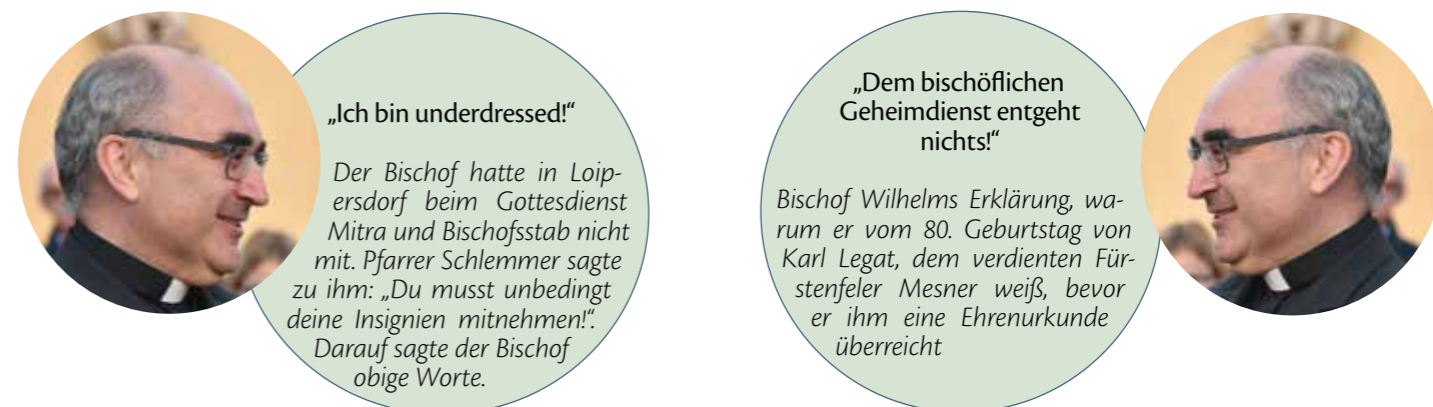 „Ich bin underdressed!“
Der Bischof hatte in Loip-
ersdorf beim Gottesdienst
Mitra und Bischofsstab nicht
mit. Pfarrer Schlemmer sagte
zu ihm: „Du musst unbedingt
deine Insignien mitnehmen!“.
Darauf sagte der Bischof
obige Worte.
„Dem bischöflichen
Geheimdienst entgeht
nichts!“
Bischof Wilhelms Erklärung, wa-
rum er vom 80. Geburtstag von
Karl Legat, dem verdienten Für-
stenfeler Mesner weiß, bevor
er ihm eine Ehrenurkunde
überreicht